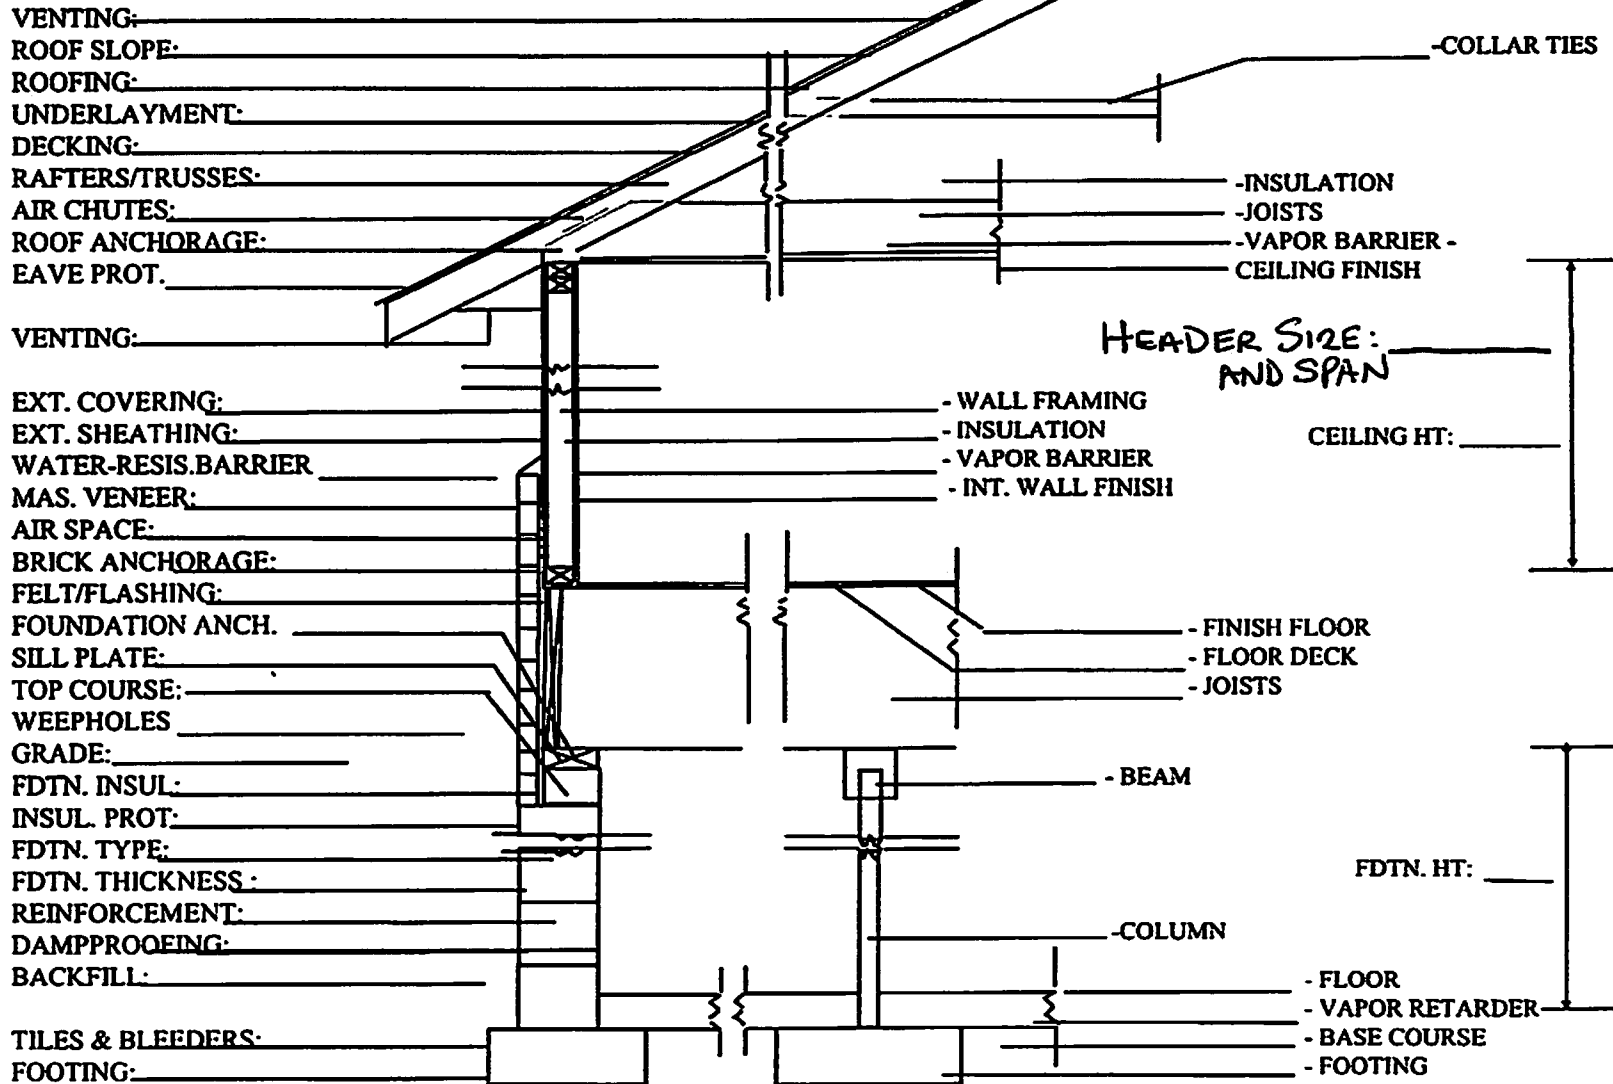 VENTING:
ROOF SLOPE:
ROOFING:
UNDERLAYMENT:
DECKING:
RAFTERS/TRUSSES:
AIR CHUTES:
ROOF ANCHORAGE:
EAVE PROT.
VENTING:
EXT. COVERING:
EXT. SHEATHING:
WATER-RESIS.BARRIER
MAS. VENEER:
AIR SPACE:
BRICK ANCHORAGE:
FELT/FLASHING:
FOUNDATION ANCH.
SILL PLATE:
TOP COURSE:
WEEPHOLES
GRADE:
FDTN. INSUL:
INSUL. PROT:
FDTN. TYPE:
FDTN. THICKNESS :
REINFORCEMENT:
DAMPPROOFING:
BACKFILL:
TILES & BLEEDERS:
FOOTING:
-COLLAR TIES
-INSULATION
-JOISTS
-VAPOR BARRIER -
CEILING FINISH
HEADER SIZE:
AND SPAN
- WALL FRAMING
- INSULATION
- VAPOR BARRIER
- INT. WALL FINISH
CEILING HT:
- FINISH FLOOR
- FLOOR DECK
- JOISTS
- BEAM
FDTN. HT:
-COLUMN
- FLOOR
- VAPOR RETARDER
- BASE COURSE
- FOOTING